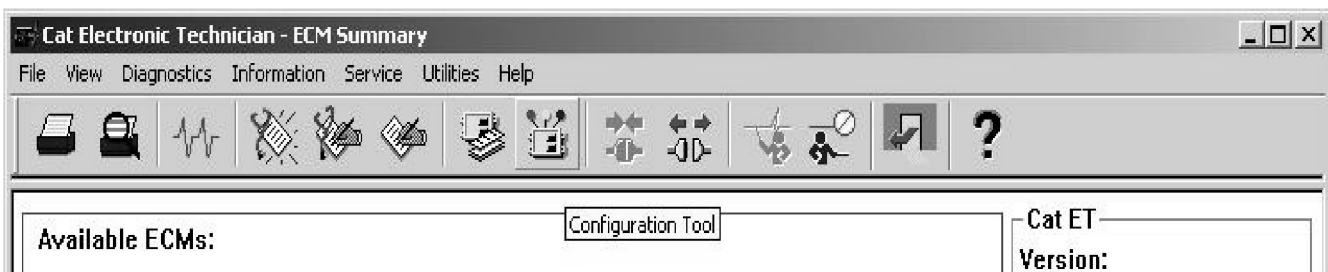 Cat Electronic Technician - ECM Summary
File View Diagnostics Information Service Utilities Help
?
Configuration Tool
Available ECMs:
Cat ET
Version: